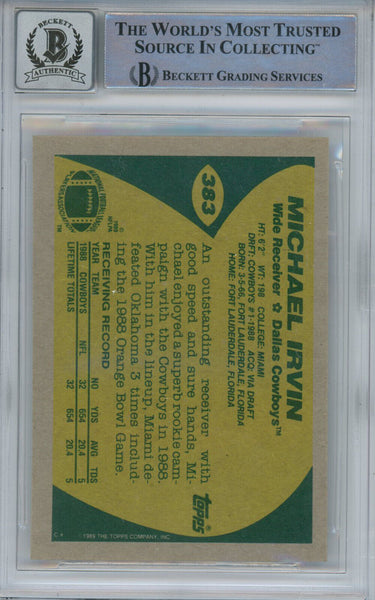 BECKETT
AUTHENTIC
THE WORLD'S MOST TRUSTED
SOURCE IN COLLECTING™
B BECKETT GRADING SERVICES
383
MICHAEL IRVIN
Wide Receiver ☆ Dallas Cowboys™
HT: 6'2" WT: 198 COLLEGE: MIAMI
DRFT: COWBOYS #1-1988 ACQ: VIA DRAFT
BORN: 3-5-66, FORT LAUDERDALE, FLORIDA
HOME: FORT LAUDERDALE, FLORIDA
An outstanding receiver with
good speed and sure hands, Mi-
chael enjoyed a superb rookie cam-
paign with the Cowboys in 1988.
With him in the lineup, Miami de-
feated Oklahoma 3 times includ-
ing the 1988 Orange Bowl Game.
RECEIVING RECORD
YEAR TEAM NO YDS AVG TDS
1988 COWBOYS NFL 32 654 20.4 5
LIFETIME TOTALS 32 654 20.4 5
topps
©1989 THE TOPPS COMPANY, INC.